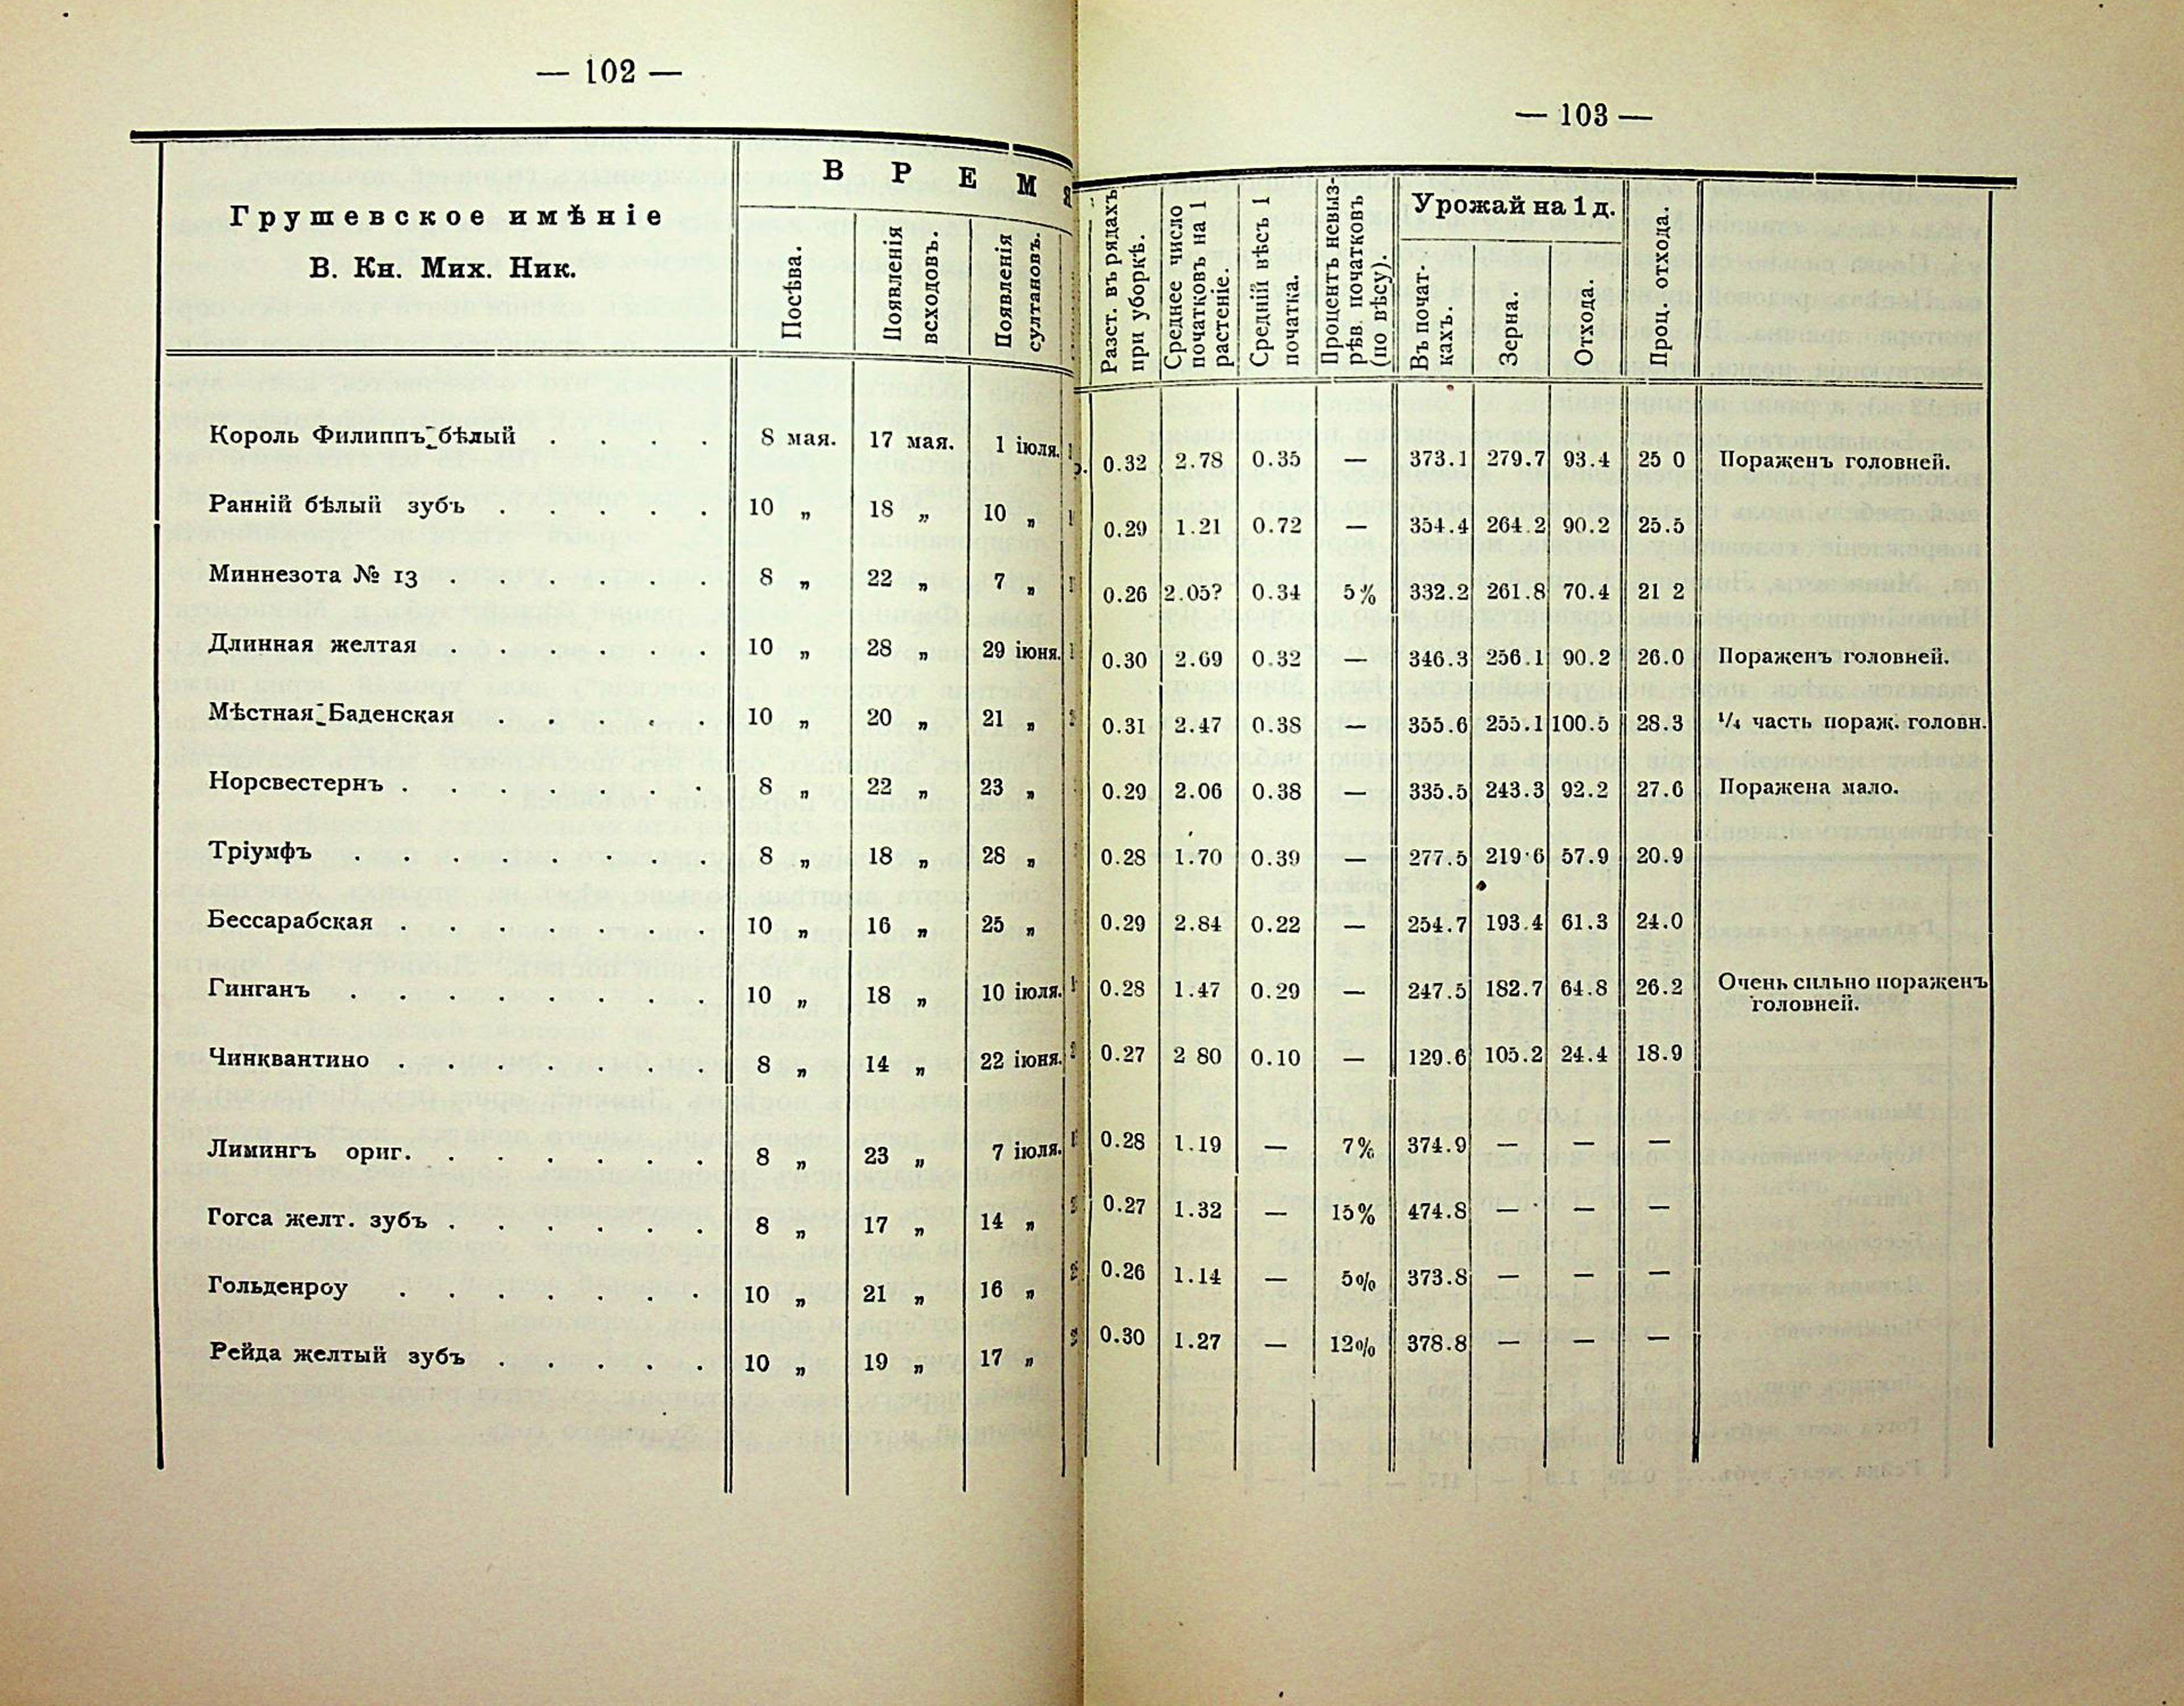 — 102 —
В Р Е М Я
Грушевское имѣніе
В. Кн. Мих. Ник.
Посѣва.
Появленія всходовъ.
Появленія султановъ.
Король Филиппъ бѣлый . . . . 8 мая. 17 мая. 1 іюля.
Ранній бѣлый зубъ . . . . . 10 „ 18 „ 10 „
Миннезота № 13 . . . . . . 8 „ 22 „ 7 „
Длинная желтая . . . . . . 10 „ 28 „ 29 іюня.
Мѣстная Баденская . . . . . 10 „ 20 „ 21 „
Норсвестернъ . . . . . . . 8 „ 22 „ 23 „
Тріумфъ . . . . . . . . 8 „ 18 „ 28 „
Бессарабская . . . . . . . 10 „ 16 „ 25 „
Гинганъ . . . . . . . . 10 „ 18 „ 10 іюля.
Чинквантино . . . . . . . 8 „ 14 „ 22 іюня.
Лимингъ ориг. . . . . . . 8 „ 23 „ 7 іюля.
Гогса желт. зубъ . . . . . . 8 „ 17 „ 14 „
Гольденроу . . . . . . . 10 „ 21 „ 16 „
Рейда желтый зубъ . . . . . 10 „ 19 „ 17 „
— 103 —
Разст. въ рядахъ
при уборкѣ.
Среднее число
початковъ на 1
растеніе.
Средній вѣсъ 1
початка.
Процентъ невыз-
рѣв. початковъ
(по вѣсу).
Урожай на 1 д.
Въ почат-
кахъ.
Зерна.
Отхода.
Проц. отхода.
0.32 2.78 0.35 — 373.1 279.7 93.4 25 0 Пораженъ головней.
0.29 1.21 0.72 — 354.4 264.2 90.2 25.5
0.26 2.05? 0.34 5% 332.2 261.8 70.4 21 2
0.30 2.69 0.32 — 346.3 256.1 90.2 26.0 Пораженъ головней.
0.31 2.47 0.38 — 355.6 255.1 100.5 28.3 1/4 часть пораж. головн.
0.29 2.06 0.38 — 335.5 243.3 92.2 27.6 Поражена мало.
0.28 1.70 0.39 — 277.5 219·6 57.9 20.9
0.29 2.84 0.22 — 254.7 193.4 61.3 24.0
0.28 1.47 0.29 — 247.5 182.7 64.8 26.2 Очень сильно пораженъ
головней.
0.27 2 80 0.10 — 129.6 105.2 24.4 18.9
0.28 1.19 — 7% 374.9 — — —
0.27 1.32 — 15% 474.8 — — —
0.26 1.14 — 5% 373.8 — — —
0.30 1.27 — 12% 378.8 — — —